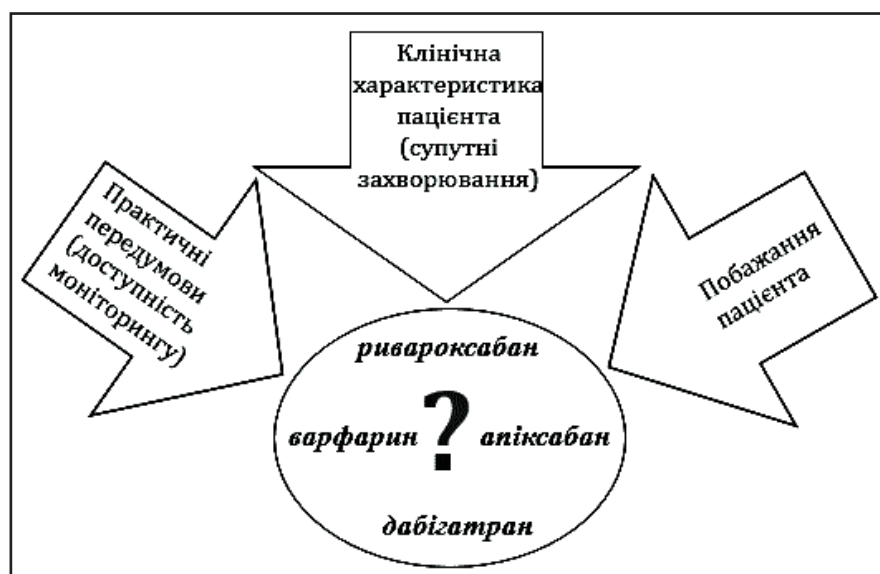 Клінічна
характеристика
пацієнта
(супутні
захворювання)
Практичні
передумови
(доступність
моніторингу)
Побажання
пацієнта
ривароксабан
варфарин ? апіксабан
дабігатран